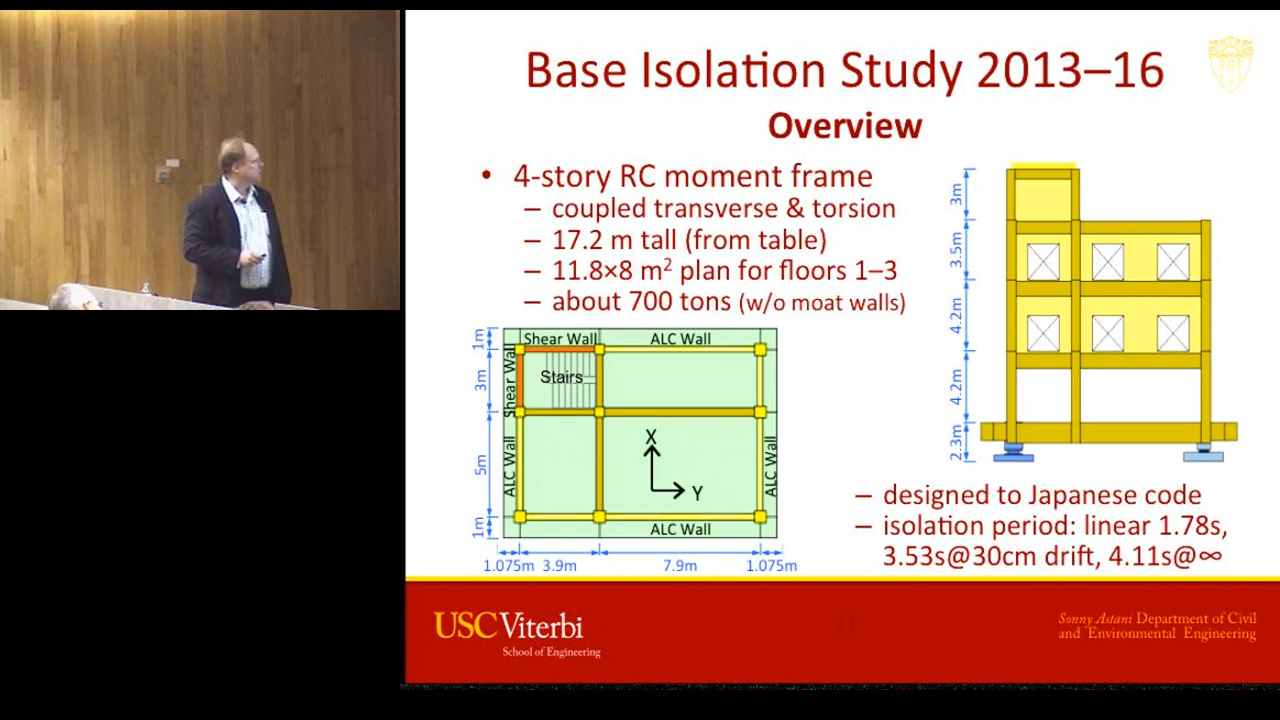 Base Isolation Study 2013–16
Overview
• 4-story RC moment frame
– coupled transverse & torsion
– 17.2 m tall (from table)
– 11.8×8 m² plan for floors 1–3
– about 700 tons (w/o moat walls)
Shear Wall
ALC Wall
Shear Wall
Stairs
ALC Wall
ALC Wall
ALC Wall
X
Y
1m
3m
5m
1m
1.075m 3.9m 7.9m 1.075m
3m
3.5m
4.2m
4.2m
2.3m
– designed to Japanese code
– isolation period: linear 1.78s,
3.53s@30cm drift, 4.11s@∞
USC Viterbi
School of Engineering
21
Sonny Astani Department of Civil
and Environmental Engineering